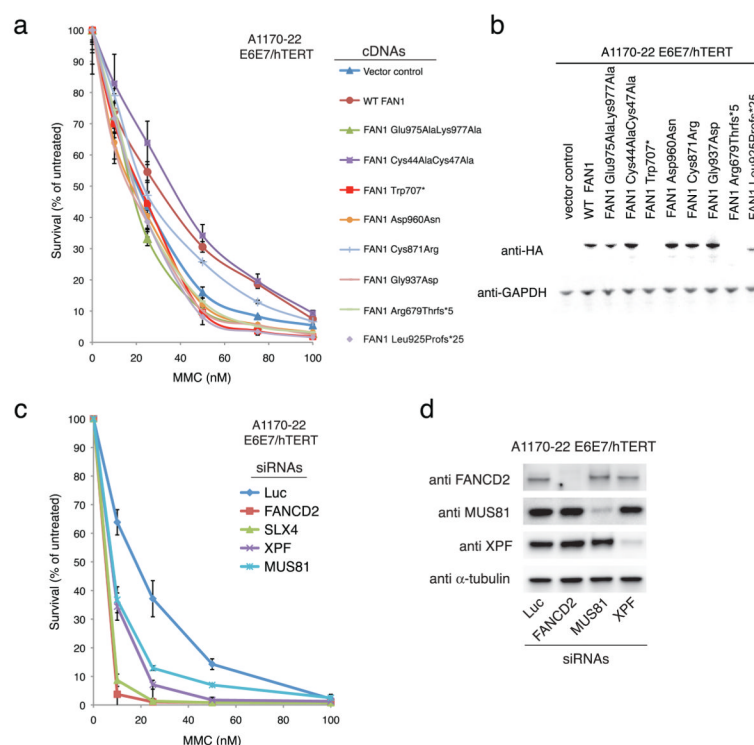 a
A1170-22
E6E7/hTERT
cDNAs
Vector control
WT FAN1
FAN1 Glu975AlaLys977Ala
FAN1 Cys44AlaCys47Ala
FAN1 Trp707*
FAN1 Asp960Asn
FAN1 Cys871Arg
FAN1 Gly937Asp
FAN1 Arg679Thrfs*5
FAN1 Leu925Profs*25
Survival (% of untreated)
100
90
80
70
60
50
40
30
20
10
0
0 20 40 60 80 100
MMC (nM)
b
A1170-22 E6E7/hTERT
vector control
WT FAN1
FAN1 Glu975AlaLys977Ala
FAN1 Cys44AlaCys47Ala
FAN1 Trp707*
FAN1 Asp960Asn
FAN1 Cys871Arg
FAN1 Gly937Asp
FAN1 Arg679Thrfs*5
FAN1 Leu925Profs*25
anti-HA
anti-GAPDH
c
A1170-22
E6E7/hTERT
siRNAs
Luc
FANCD2
SLX4
XPF
MUS81
Survival (% of untreated)
100
90
80
70
60
50
40
30
20
10
0
0 20 40 60 80 100
MMC (nM)
d
A1170-22 E6E7/hTERT
anti FANCD2
anti MUS81
anti XPF
anti α-tubulin
Luc
FANCD2
MUS81
XPF
siRNAs